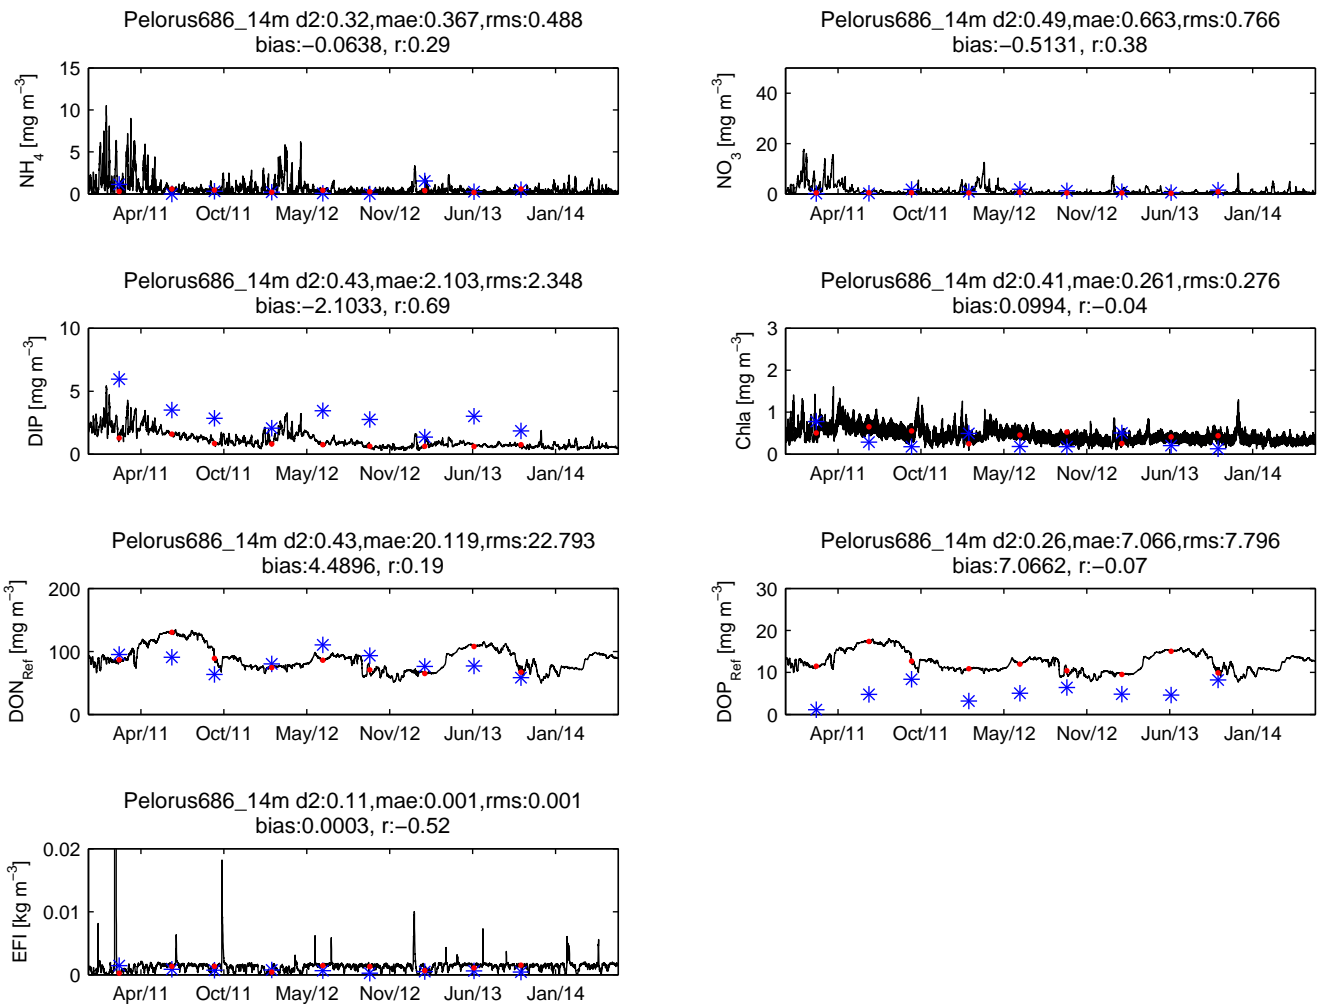 Pelorus686_14m d2:0.32,mae:0.367,rms:0.488
bias:−0.0638, r:0.29
NH4 [mg m−3]
15
10
5
0
Apr/11 Oct/11 May/12 Nov/12 Jun/13 Jan/14
Pelorus686_14m d2:0.49,mae:0.663,rms:0.766
bias:−0.5131, r:0.38
NO3 [mg m−3]
40
20
0
Apr/11 Oct/11 May/12 Nov/12 Jun/13 Jan/14
Pelorus686_14m d2:0.43,mae:2.103,rms:2.348
bias:−2.1033, r:0.69
DIP [mg m−3]
10
5
0
Apr/11 Oct/11 May/12 Nov/12 Jun/13 Jan/14
Pelorus686_14m d2:0.41,mae:0.261,rms:0.276
bias:0.0994, r:−0.04
Chla [mg m−3]
3
2
1
0
Apr/11 Oct/11 May/12 Nov/12 Jun/13 Jan/14
Pelorus686_14m d2:0.43,mae:20.119,rms:22.793
bias:4.4896, r:0.19
DONRef [mg m−3]
200
100
0
Apr/11 Oct/11 May/12 Nov/12 Jun/13 Jan/14
Pelorus686_14m d2:0.26,mae:7.066,rms:7.796
bias:7.0662, r:−0.07
DOPRef [mg m−3]
30
20
10
0
Apr/11 Oct/11 May/12 Nov/12 Jun/13 Jan/14
Pelorus686_14m d2:0.11,mae:0.001,rms:0.001
bias:0.0003, r:−0.52
EFI [kg m−3]
0.02
0.01
0
Apr/11 Oct/11 May/12 Nov/12 Jun/13 Jan/14